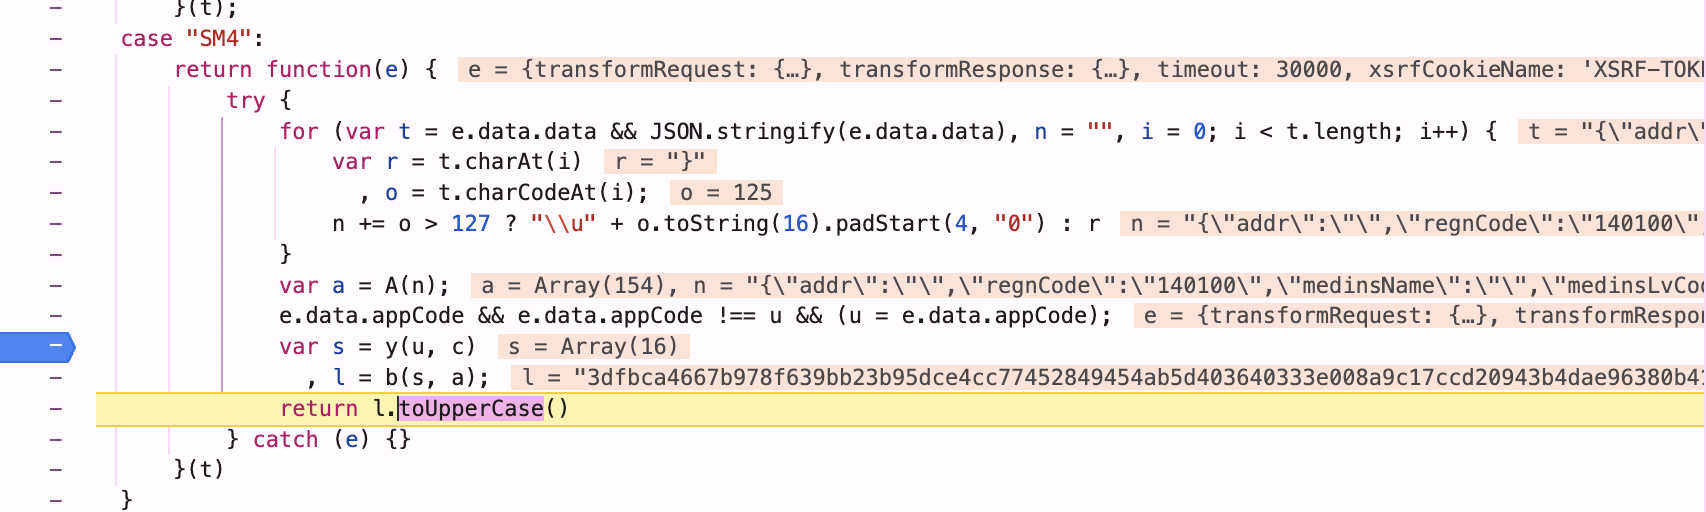 }(t);
case "SM4":
return function(e) { e = {transformRequest: {…}, transformResponse: {…}, timeout: 30000, xsrfCookieName: 'XSRF-TOK
try {
for (var t = e.data.data && JSON.stringify(e.data.data), n = "", i = 0; i < t.length; i++) { t = "{\"addr\
var r = t.charAt(i) r = "}"
, o = t.charCodeAt(i); o = 125
n += o > 127 ? "\\u" + o.toString(16).padStart(4, "0") : r n = "{\"addr\":\"\",\"regnCode\":\"140100\"
}
var a = A(n); a = Array(154), n = "{\"addr\":\"\",\"regnCode\":\"140100\",\"medinsName\":\"\",\"medinsLvCo
e.data.appCode && e.data.appCode !== u && (u = e.data.appCode); e = {transformRequest: {…}, transformRespo
var s = y(u, c) s = Array(16)
, l = b(s, a); l = "3dfbca4667b978f639bb23b95dce4cc77452849454ab5d403640333e008a9c17ccd20943b4dae96380b4
return l.toUpperCase()
} catch (e) {}
}(t)
}